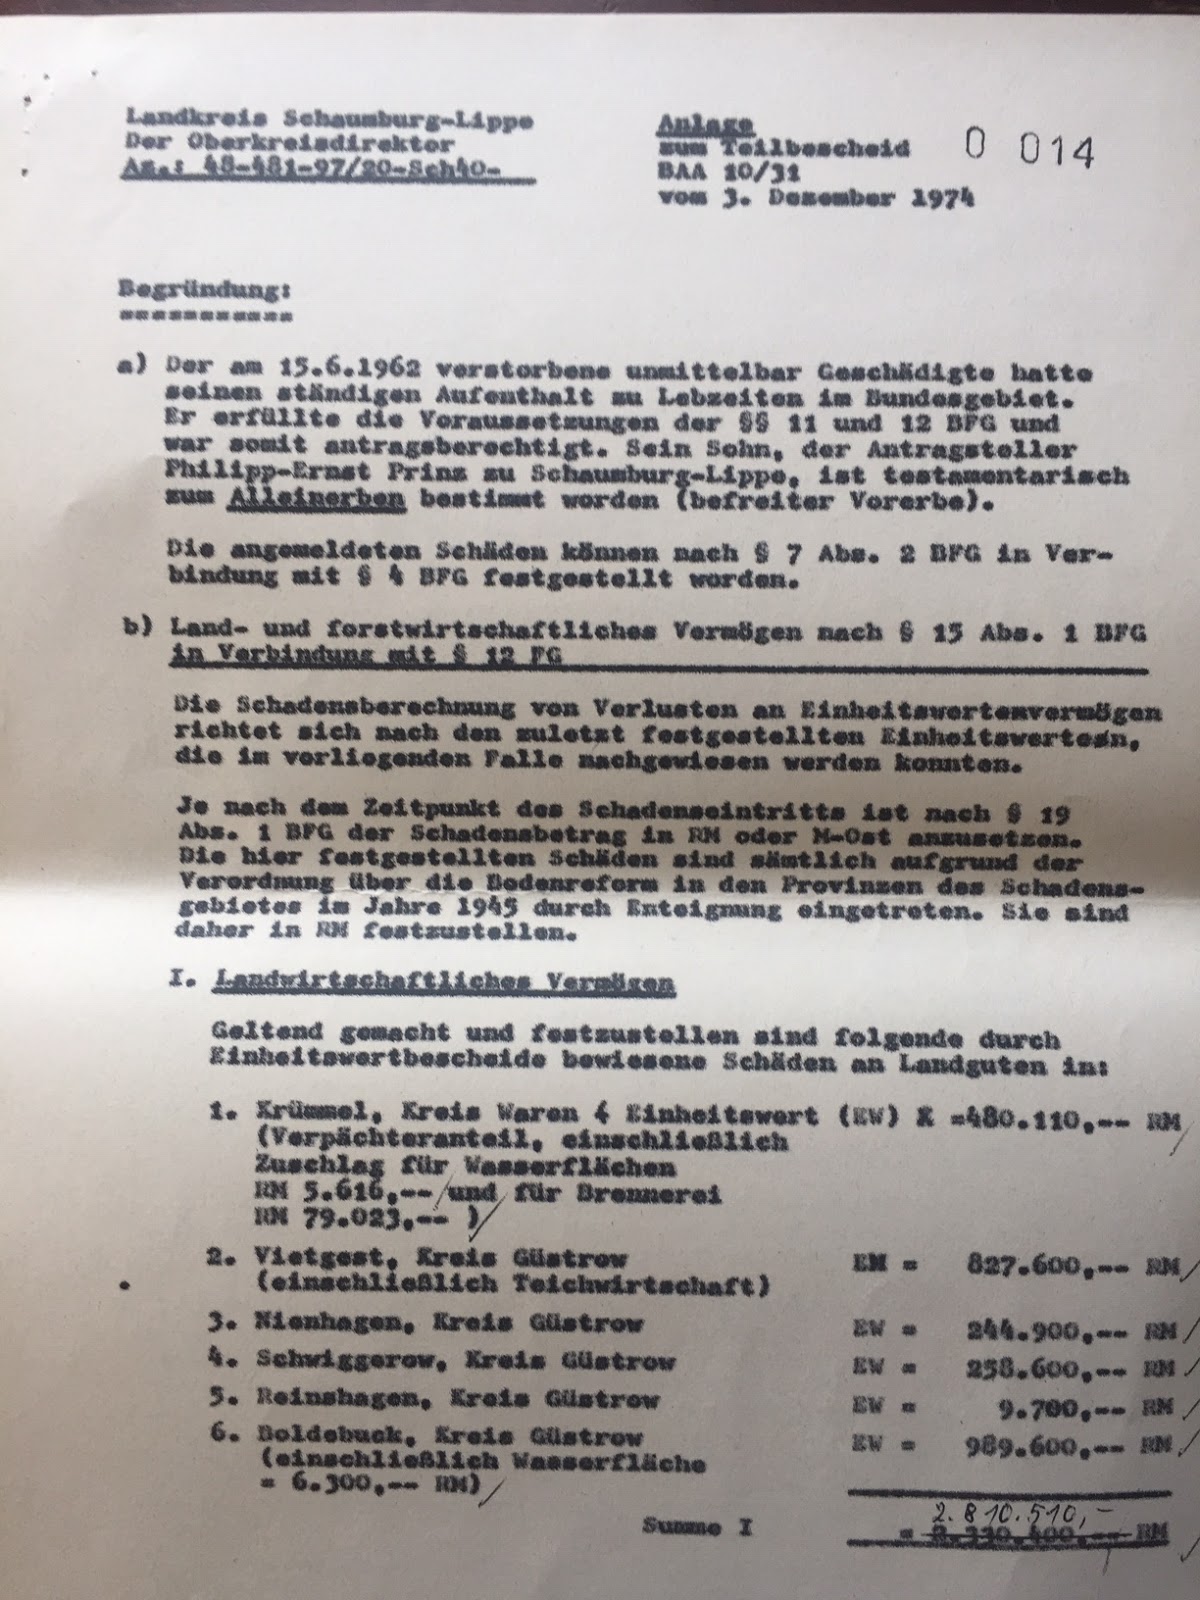 Landkreis Schaumburg-Lippe
Der Oberkreisdirektor
Az.: 48-481-97/20-Sch40-
Anlage
zum Teilbescheid
BAA 10/31
vom 3. Dezember 1974
0 014
Begründung:
===========
a) Der am 15.6.1962 verstorbene unmittelbar Geschädigte hatte
seinen ständigen Aufenthalt zu Lebzeiten im Bundesgebiet.
Er erfüllte die Voraussetzungen der §§ 11 und 12 BFG und
war somit antragsberechtigt. Sein Sohn, der Antragsteller
Philipp-Ernst Prinz zu Schaumburg-Lippe, ist testamentarisch
zum Alleinerben bestimmt worden (befreiter Vorerbe).
Die angemeldeten Schäden können nach § 7 Abs. 2 BFG in Ver-
bindung mit § 4 BFG festgestellt werden.
b) Land- und forstwirtschaftliches Vermögen nach § 15 Abs. 1 BFG
in Verbindung mit § 12 FG
Die Schadensberechnung von Verlusten an Einheitswertenvermögen
richtet sich nach den zuletzt festgestellten Einheitswerten,
die im vorliegenden Falle nachgewiesen werden konnten.
Je nach dem Zeitpunkt des Schadenseintritts ist nach § 19
Abs. 1 BFG der Schadensbetrag in RM oder M-Ost anzusetzen.
Die hier festgestellten Schäden sind sämtlich aufgrund der
Verordnung über die Bodenreform in den Provinzen des Schadens-
gebietes im Jahre 1945 durch Enteignung eingetreten. Sie sind
daher in RM festzustellen.
I. Landwirtschaftliches Vermögen
Geltend gemacht und festzustellen sind folgende durch
Einheitswertbescheide bewiesene Schäden an Landguten in:
1. Krümmel, Kreis Waren Einheitswert (EW) =480.110,-- RM
(Verpächteranteil, einschließlich
Zuschlag für Wasserflächen
RM 5.616,-- und für Brennerei
RM 79.023,-- )
2. Vietgest, Kreis Güstrow EM = 827.600,-- RM
(einschließlich Teichwirtschaft)
3. Nienhagen, Kreis Güstrow EW = 244.900,-- RM
4. Schwiggerow, Kreis Güstrow EW = 258.600,-- RM
5. Reinshagen, Kreis Güstrow EW = 9.700,-- RM
6. Boldebuck, Kreis Güstrow EW = 989.600,-- RM
(einschließlich Wasserfläche
= 6.300,-- RM)
2.810.510,-
Summe I = 2.330.400,-- RM